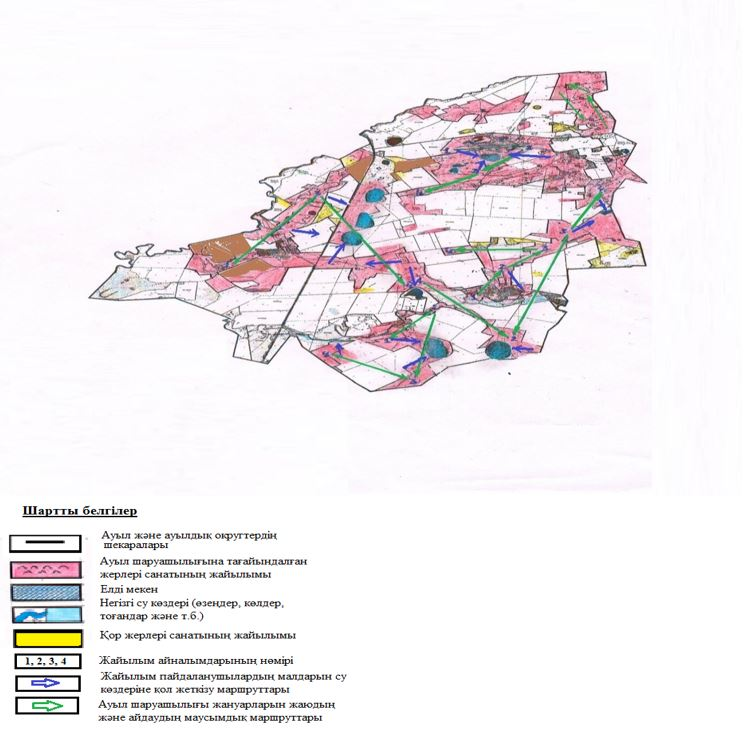 Шартты белгілер
Ауыл және ауылдық округтердің
шекаралары
Ауыл шаруашылығына тағайындалған
жерлері санатының жайылымы
Елді мекен
Негізгі су көздері (өзеңдер, көлдер,
тоғандар және т.б.)
Қор жерлері санатының жайылымы
1, 2, 3, 4 Жайылым айналымдарының нөмірі
Жайылым пайдаланушылардың малдарын су
көздеріне қол жеткізу маршруттары
Ауыл шаруашылығы жануарларын жаюдың
және айдаудың маусымдық маршруттары